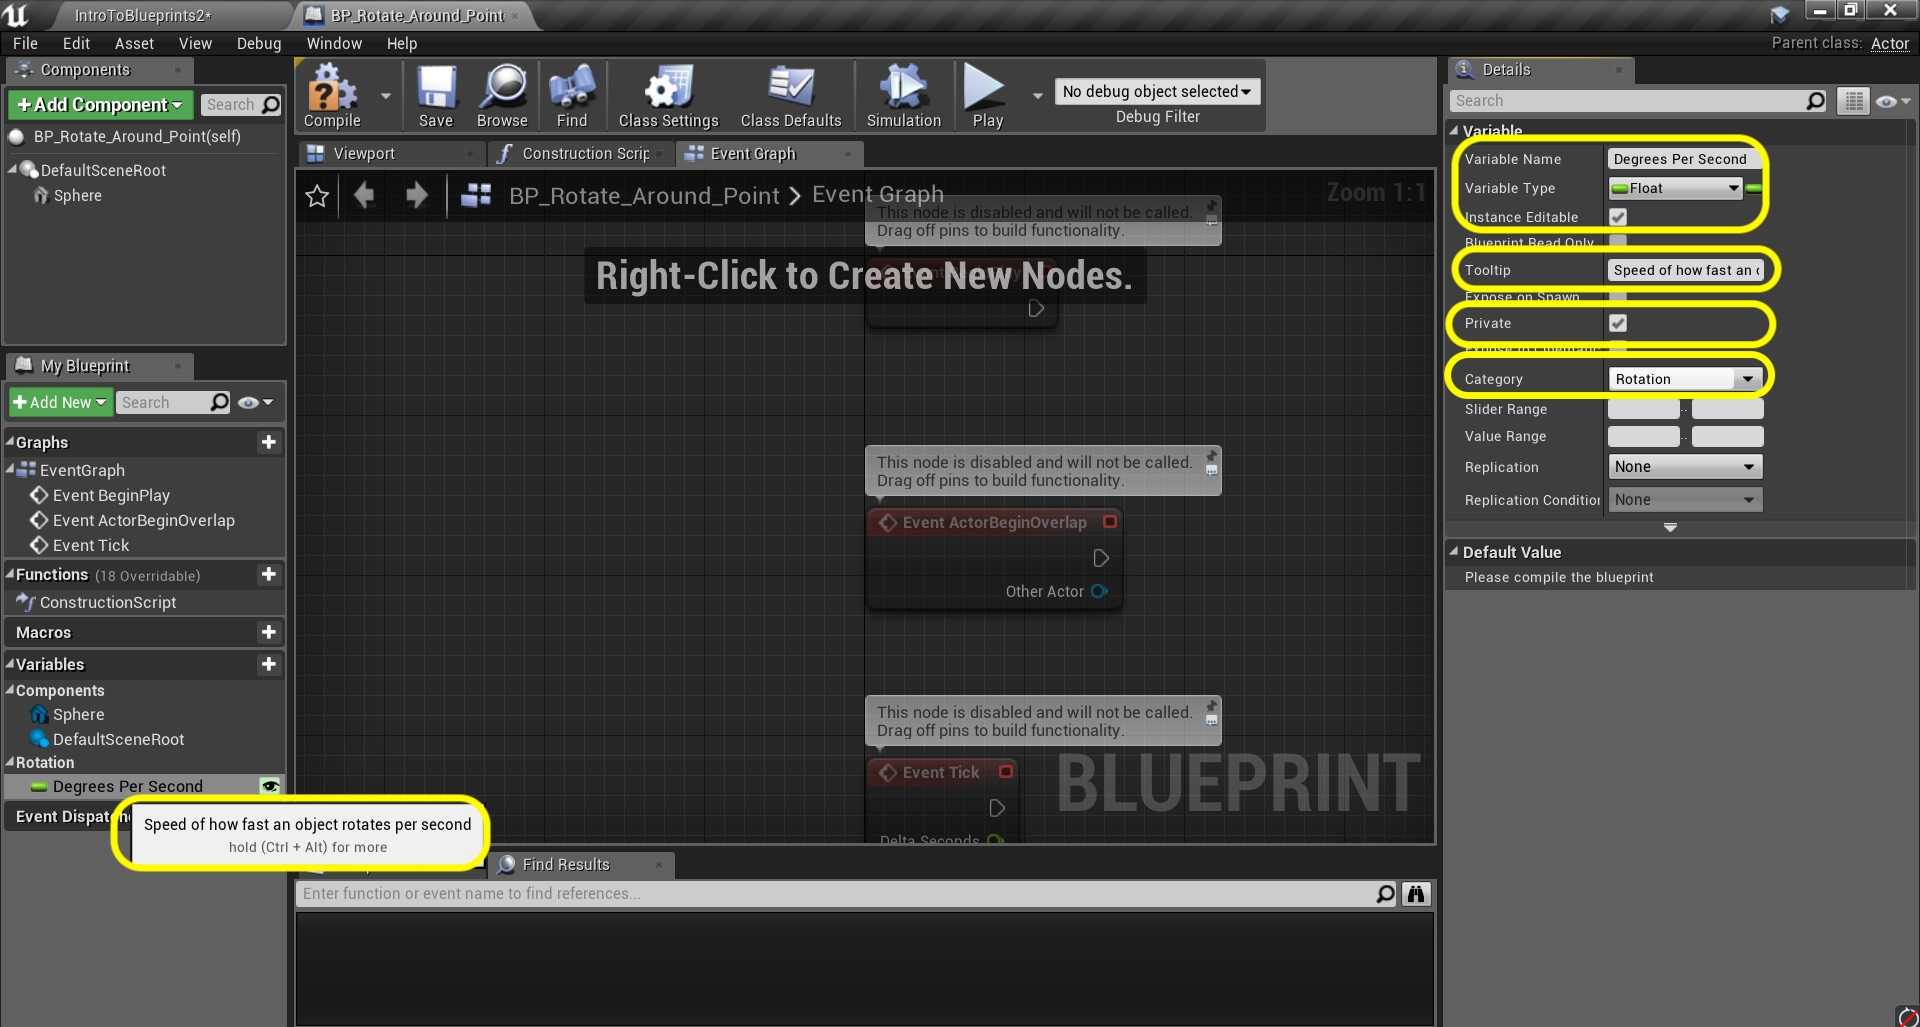 IntroToBlueprints2*
BP_Rotate_Around_Point
File Edit Asset View Debug Window Help
Parent class: Actor
Components
+Add Component
Search
BP_Rotate_Around_Point(self)
DefaultSceneRoot
Sphere
My Blueprint
+Add New
Search
Graphs
EventGraph
Event BeginPlay
Event ActorBeginOverlap
Event Tick
Functions (18 Overridable)
ConstructionScript
Macros
Variables
Components
Sphere
DefaultSceneRoot
Rotation
Degrees Per Second
Event Dispatche
Speed of how fast an object rotates per second
hold (Ctrl + Alt) for more
Compile
Save
Browse
Find
Class Settings
Class Defaults
Simulation
Play
No debug object selected
Debug Filter
Viewport
Construction Scrip
Event Graph
BP_Rotate_Around_Point > Event Graph
Zoom 1:1
This node is disabled and will not be called.
Drag off pins to build functionality.
Right-Click to Create New Nodes.
This node is disabled and will not be called.
Drag off pins to build functionality.
Event ActorBeginOverlap
Other Actor
This node is disabled and will not be called.
Drag off pins to build functionality.
Event Tick
Delta Seconds
BLUEPRINT
Find Results
Enter function or event name to find references...
Details
Search
Variable
Variable Name Degrees Per Second
Variable Type Float
Instance Editable
Blueprint Read Only
Tooltip Speed of how fast an o
Expose on Spawn
Private
Category Rotation
Slider Range ..
Value Range ..
Replication None
Replication Condition None
Default Value
Please compile the blueprint